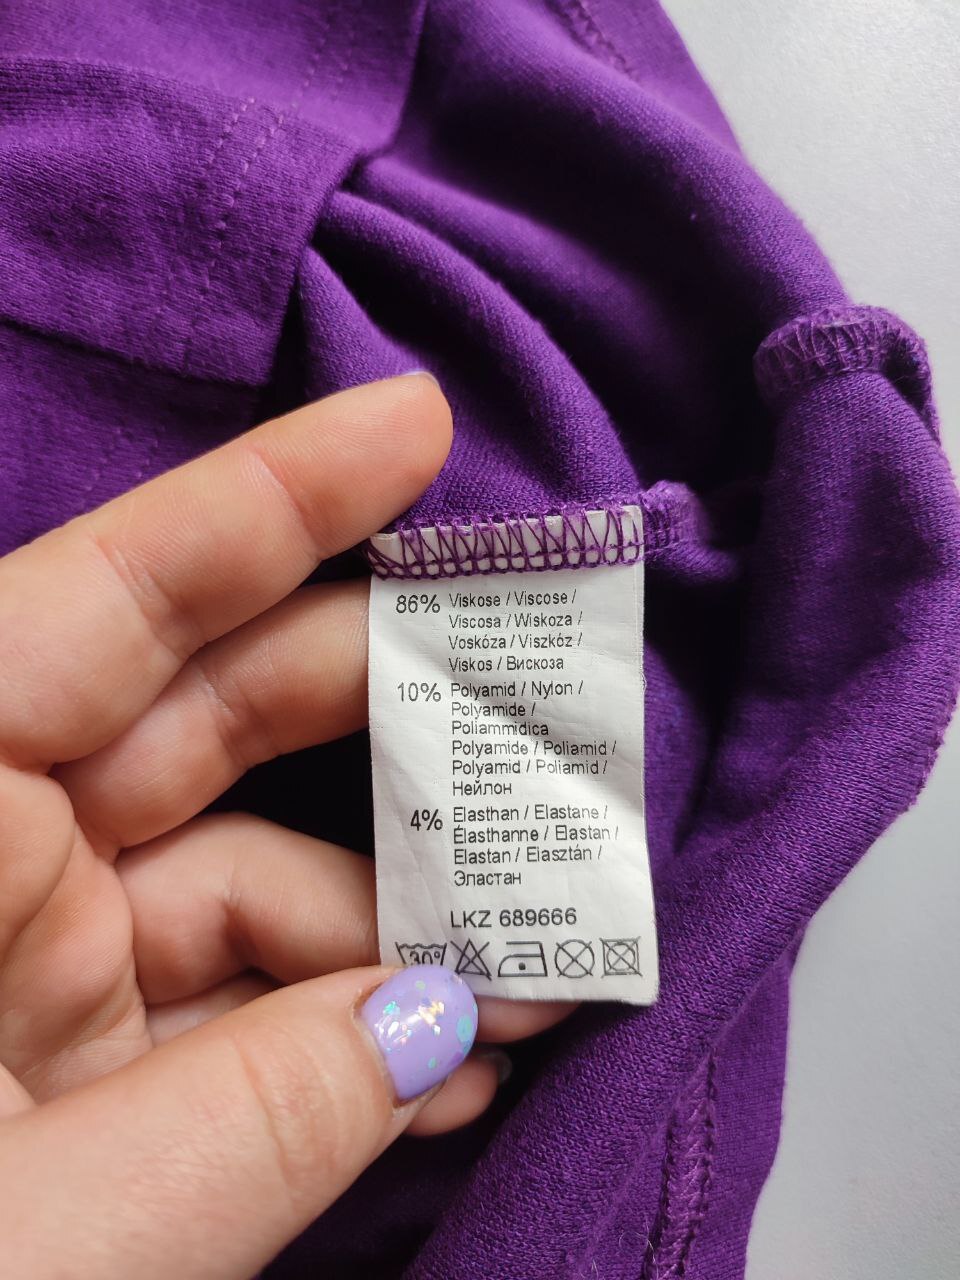 86% Viskose / Viscose /
Viscosa / Wiskoza /
Voskóza / Viszkóz /
Viskos / Вискоза
10% Polyamid / Nylon /
Polyamide /
Poliammidica
Polyamide / Poliamid /
Polyamid / Poliamid /
Нейлон
4% Elasthan / Elastane /
Élasthanne / Elastan /
Elastan / Elasztán /
Эластан
LKZ 689666
30°